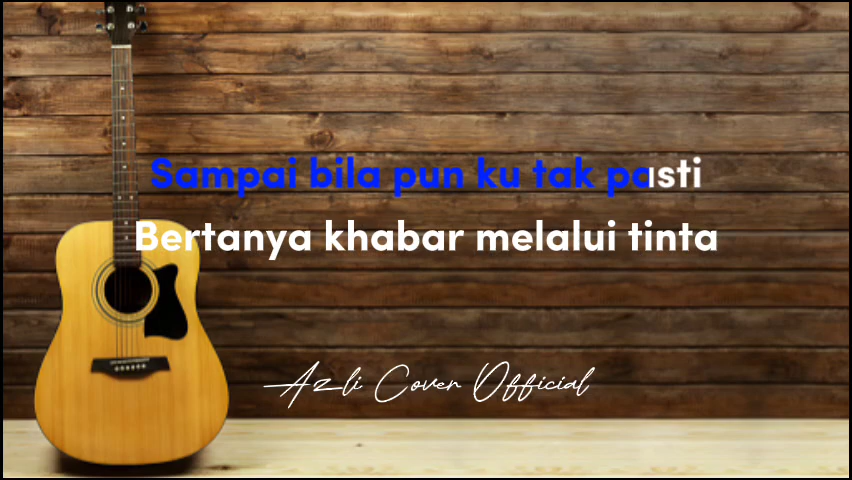 Sampai bila pun ku tak pasti
Bertanya khabar melalui tinta
Azli Cover Official